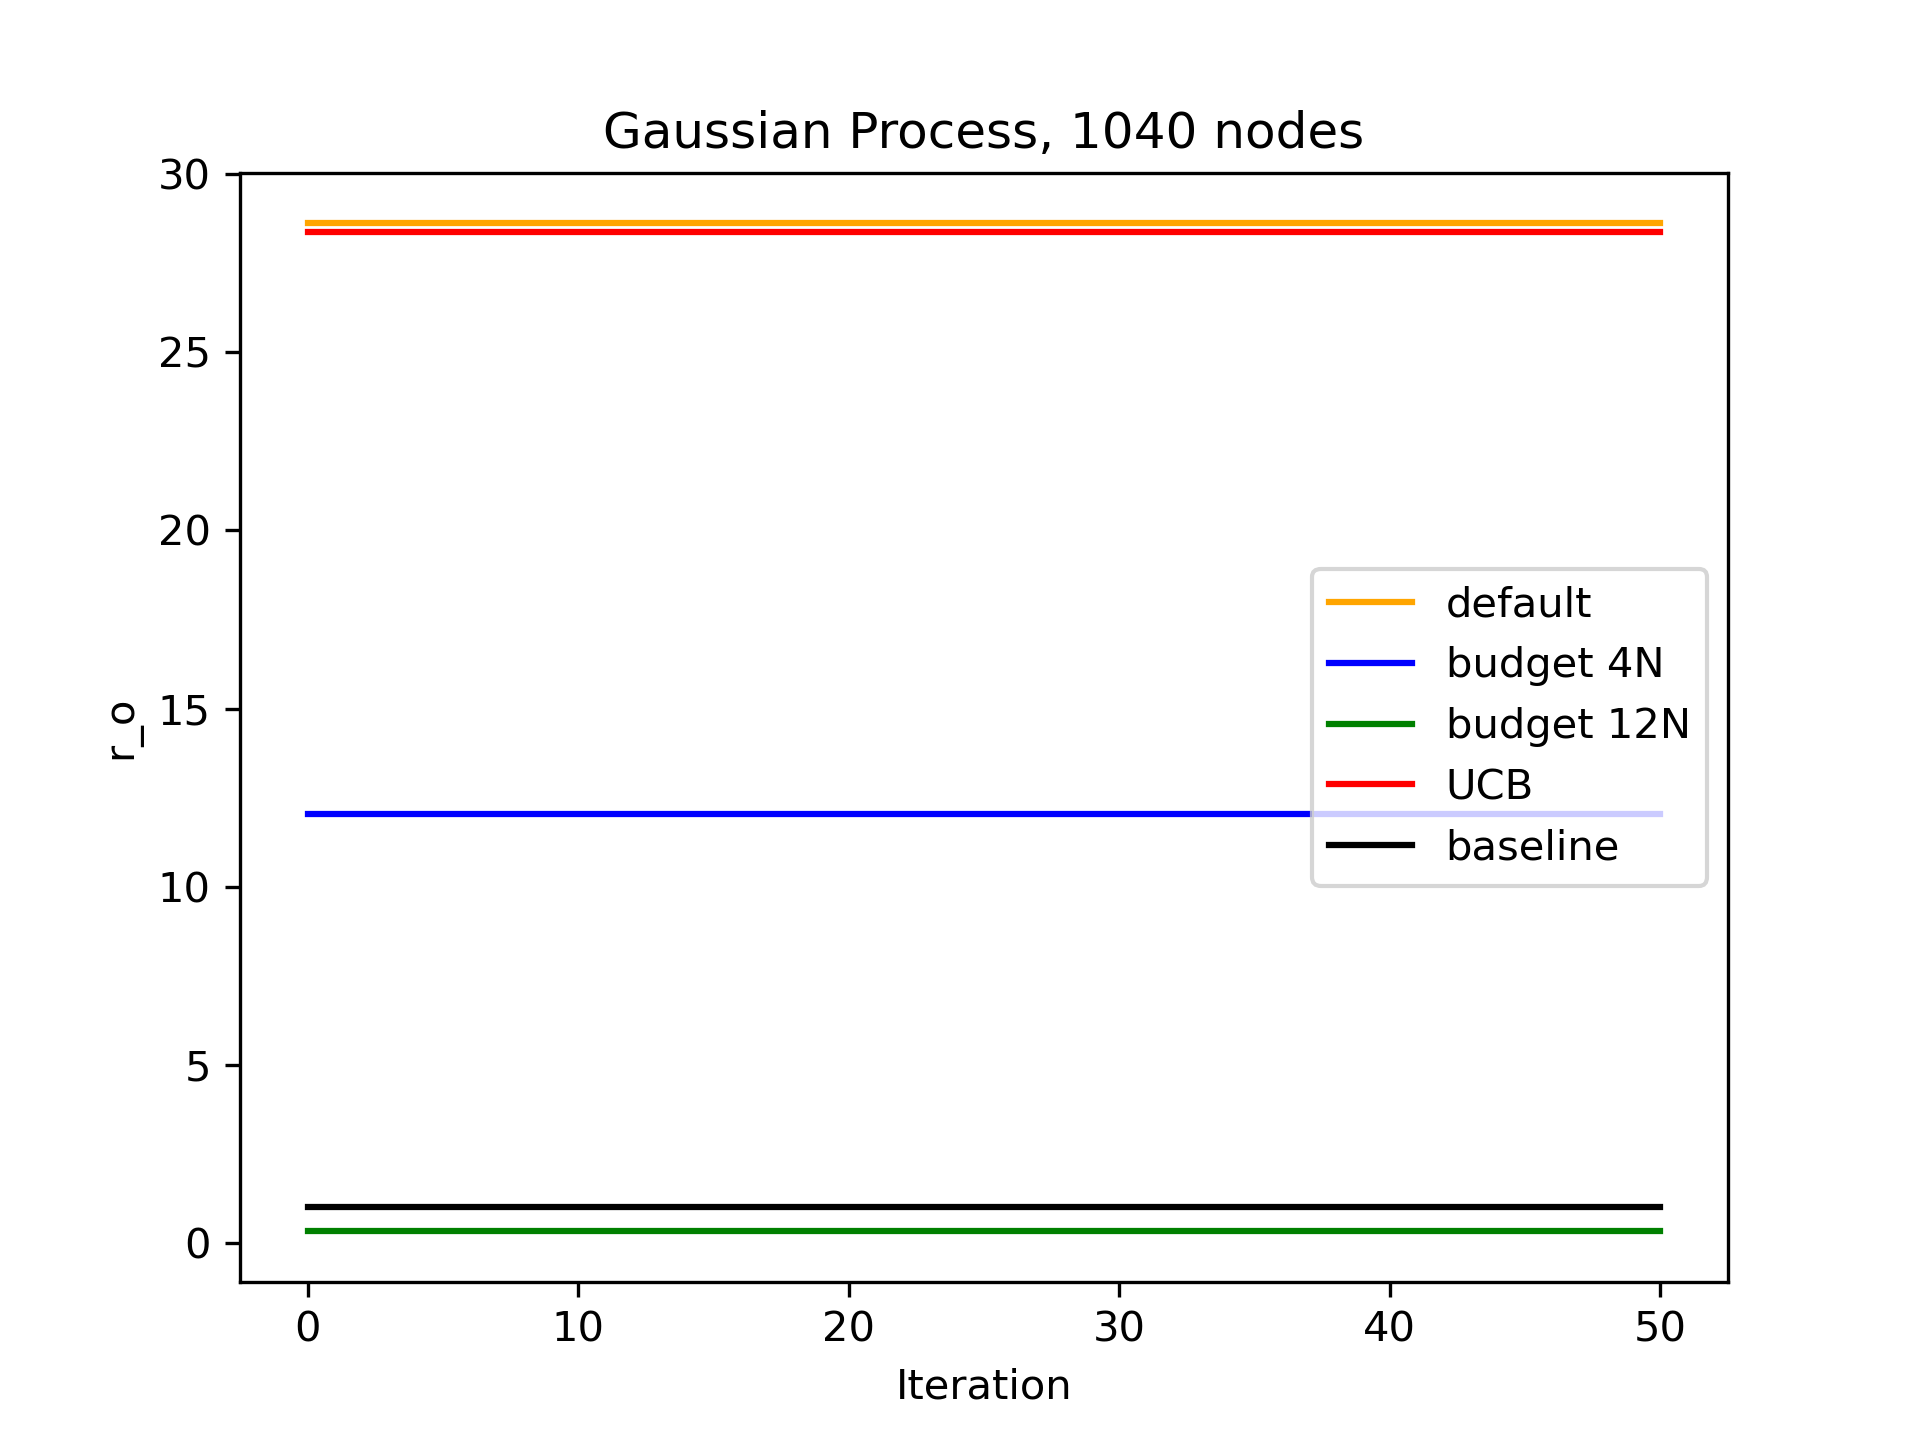 Gaussian Process, 1040 nodes
30
25
20
15
10
5
0
r_o
default
budget 4N
budget 12N
UCB
baseline
0 10 20 30 40 50
Iteration